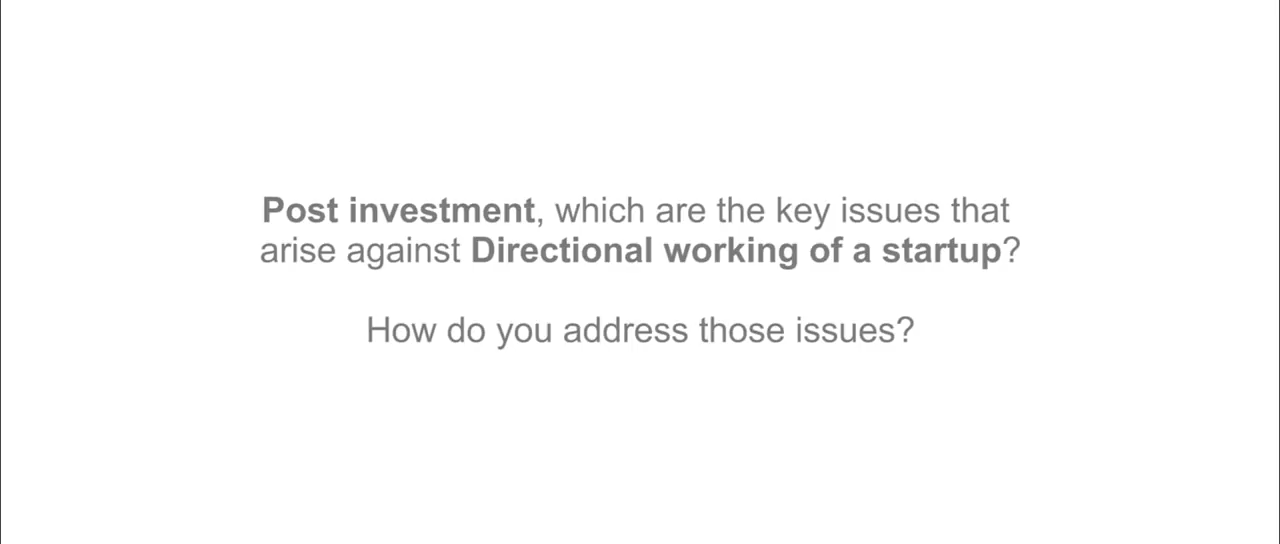 Post investment, which are the key issues that
arise against Directional working of a startup?
How do you address those issues?